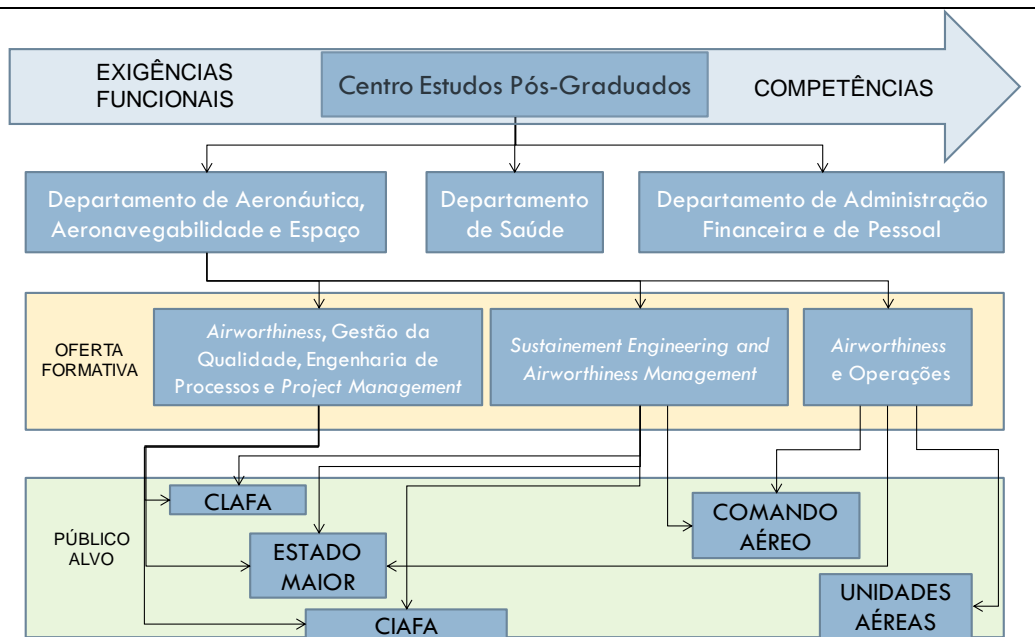 EXIGÊNCIAS
FUNCIONAIS
Centro Estudos Pós-Graduados
COMPETÊNCIAS
Departamento de Aeronáutica,
Aeronavegabilidade e Espaço
Departamento
de Saúde
Departamento de Administração
Financeira e de Pessoal
OFERTA
FORMATIVA
Airworthiness, Gestão da
Qualidade, Engenharia de
Processos e Project Management
Sustainement Engineering and
Airworthiness Management
Airworthiness
e Operações
PÚBLICO
ALVO
CLAFA
ESTADO
MAIOR
CIAFA
COMANDO
AÉREO
UNIDADES
AÉREAS